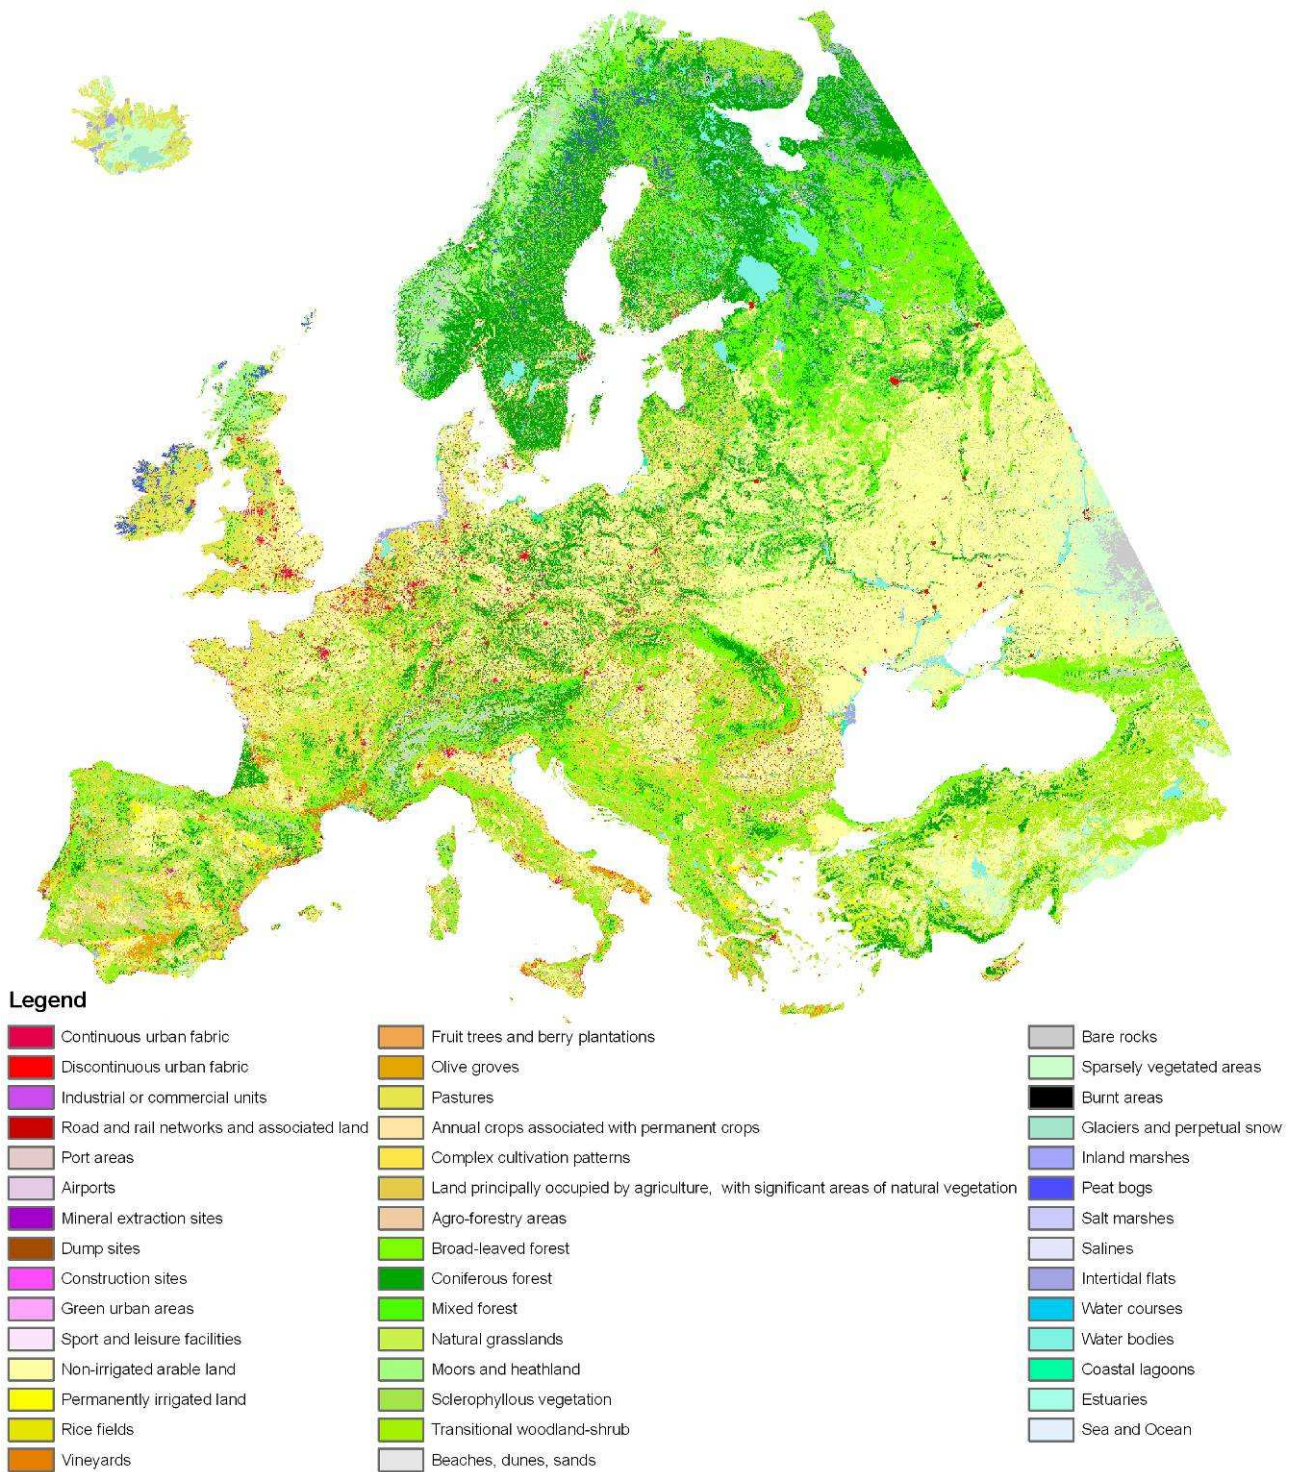 Legend
Continuous urban fabric
Discontinuous urban fabric
Industrial or commercial units
Road and rail networks and associated land
Port areas
Airports
Mineral extraction sites
Dump sites
Construction sites
Green urban areas
Sport and leisure facilities
Non-irrigated arable land
Permanently irrigated land
Rice fields
Vineyards
Fruit trees and berry plantations
Olive groves
Pastures
Annual crops associated with permanent crops
Complex cultivation patterns
Land principally occupied by agriculture, with significant areas of natural vegetation
Agro-forestry areas
Broad-leaved forest
Coniferous forest
Mixed forest
Natural grasslands
Moors and heathland
Sclerophyllous vegetation
Transitional woodland-shrub
Beaches, dunes, sands
Bare rocks
Sparsely vegetated areas
Burnt areas
Glaciers and perpetual snow
Inland marshes
Peat bogs
Salt marshes
Salines
Intertidal flats
Water courses
Water bodies
Coastal lagoons
Estuaries
Sea and Ocean